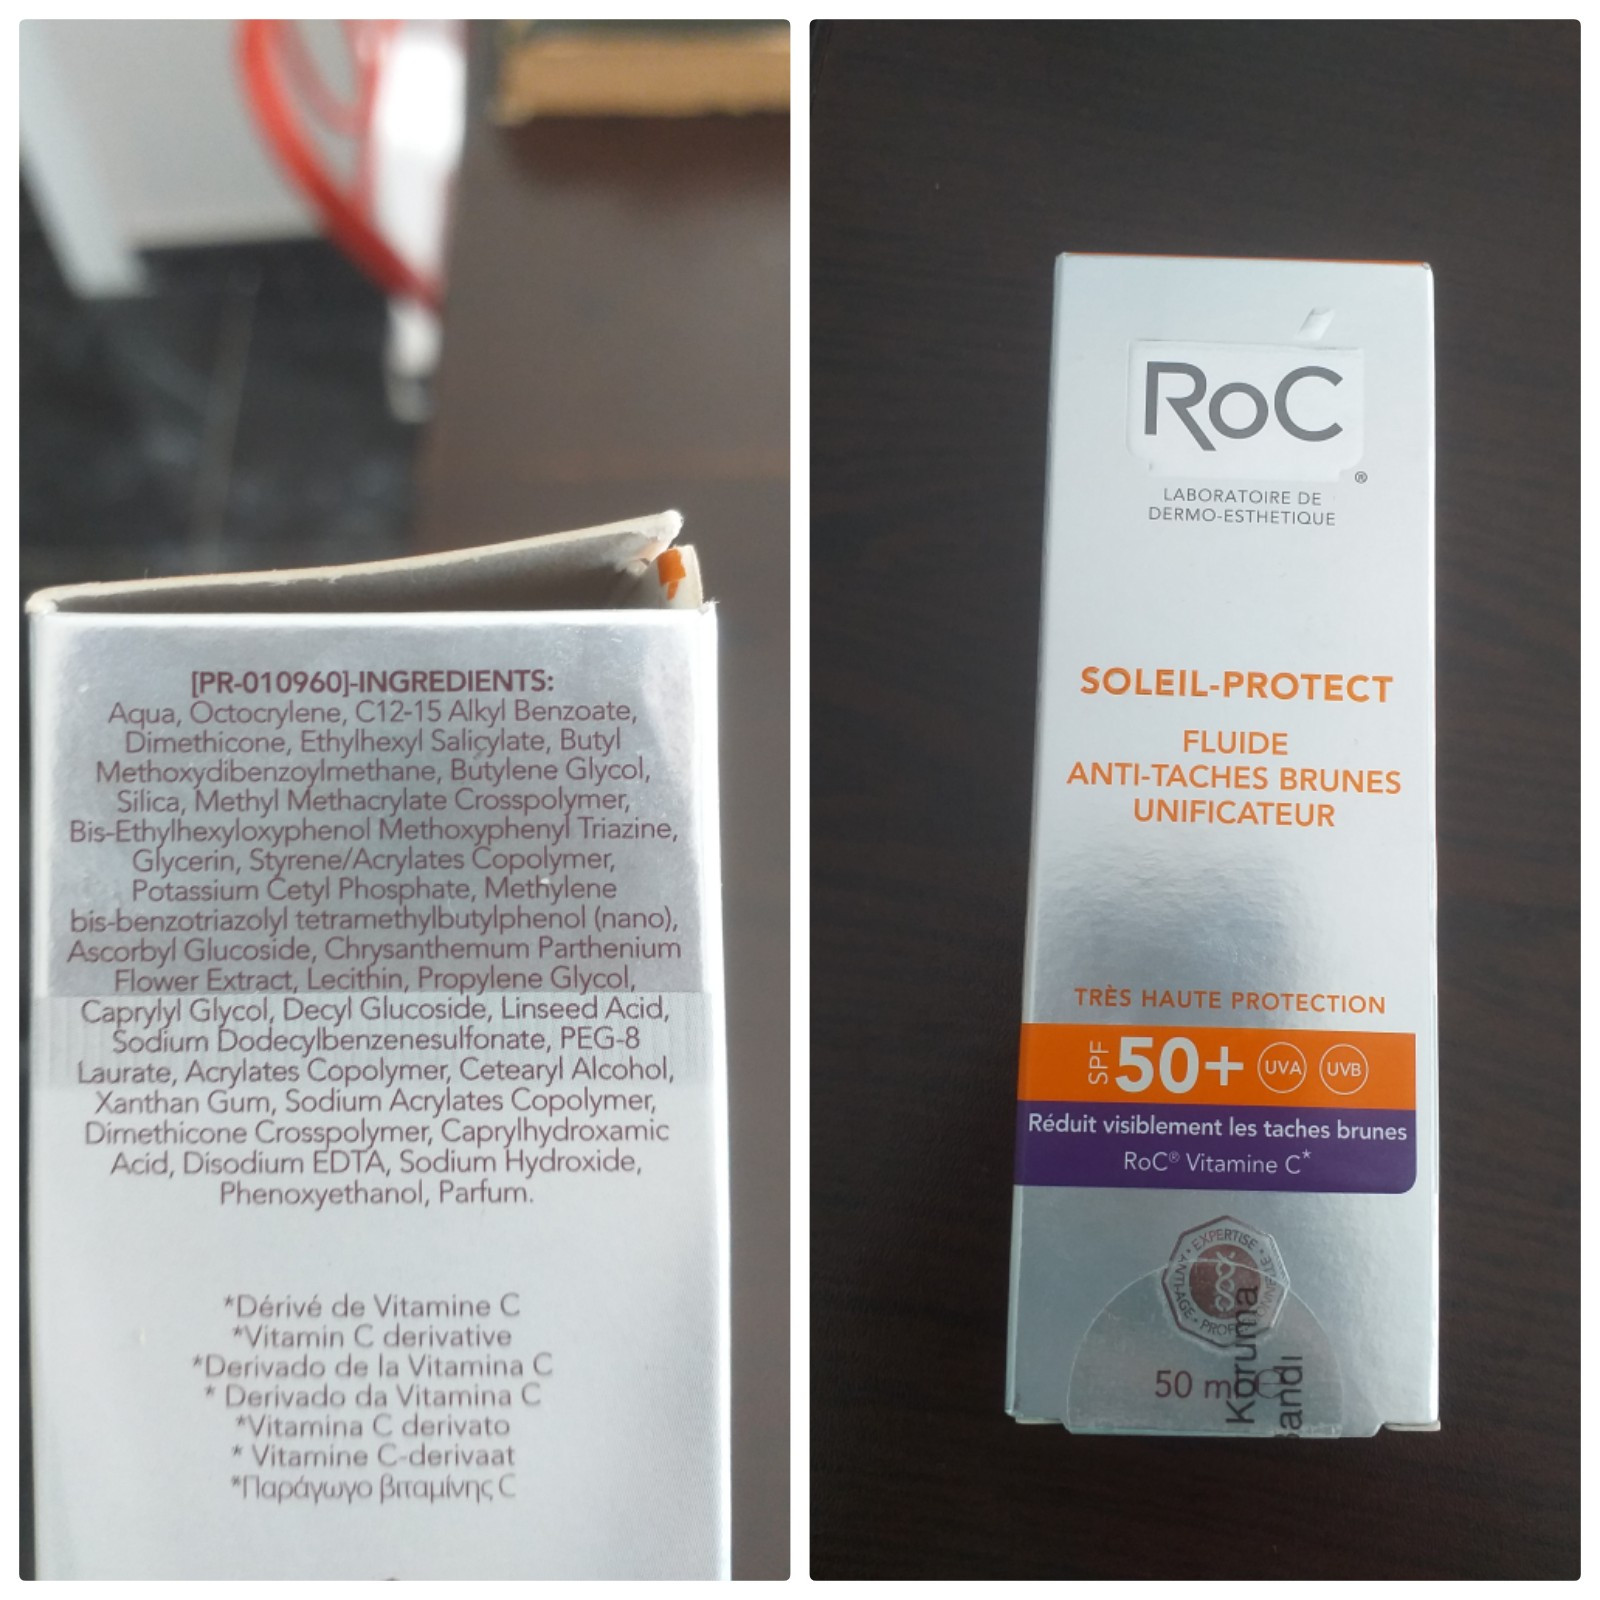 [PR-010960]-INGREDIENTS:
Aqua, Octocrylene, C12-15 Alkyl Benzoate,
Dimethicone, Ethylhexyl Salicylate, Butyl
Methoxydibenzoylmethane, Butylene Glycol,
Silica, Methyl Methacrylate Crosspolymer,
Bis-Ethylhexyloxyphenol Methoxyphenyl Triazine,
Glycerin, Styrene/Acrylates Copolymer,
Potassium Cetyl Phosphate, Methylene
bis-benzotriazolyl tetramethylbutylphenol (nano),
Ascorbyl Glucoside, Chrysanthemum Parthenium
Flower Extract, Lecithin, Propylene Glycol,
Caprylyl Glycol, Decyl Glucoside, Linseed Acid,
Sodium Dodecylbenzenesulfonate, PEG-8
Laurate, Acrylates Copolymer, Cetearyl Alcohol,
Xanthan Gum, Sodium Acrylates Copolymer,
Dimethicone Crosspolymer, Caprylhydroxamic
Acid, Disodium EDTA, Sodium Hydroxide,
Phenoxyethanol, Parfum.
*Dérivé de Vitamine C
*Vitamin C derivative
*Derivado de la Vitamina C
* Derivado da Vitamina C
*Vitamina C derivato
* Vitamine C-derivaat
*Παράγωγο βιταμίνης C
RoC
®
LABORATOIRE DE
DERMO-ESTHETIQUE
SOLEIL-PROTECT
FLUIDE
ANTI-TACHES BRUNES
UNIFICATEUR
TRÈS HAUTE PROTECTION
SPF 50+ UVA UVB
Réduit visiblement les taches brunes
RoC® Vitamine C*
EXPERTISE
ANTI-ÂGE
50 m
Koruma